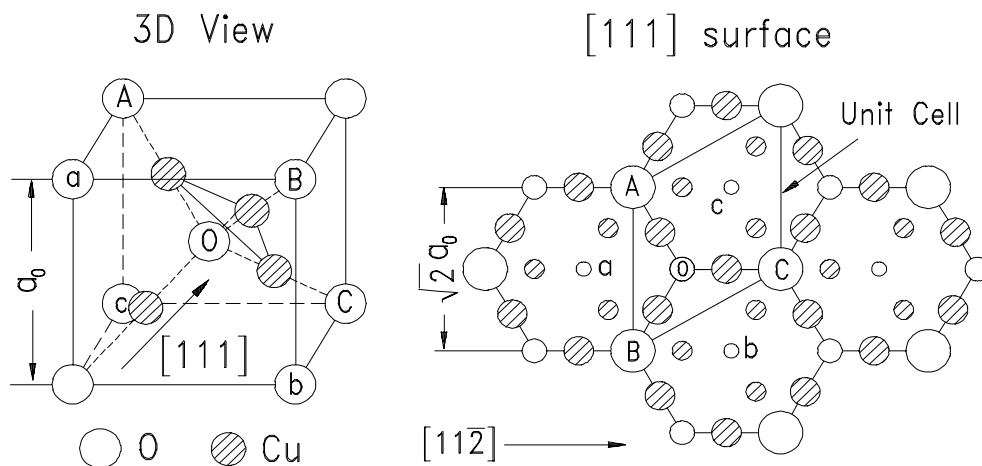 3D View
A
a
B
O
a₀
c
C
[111]
b
O
Cu
[111] surface
Unit Cell
A
c
√2 a₀
a
O
C
B
b
[112̄]